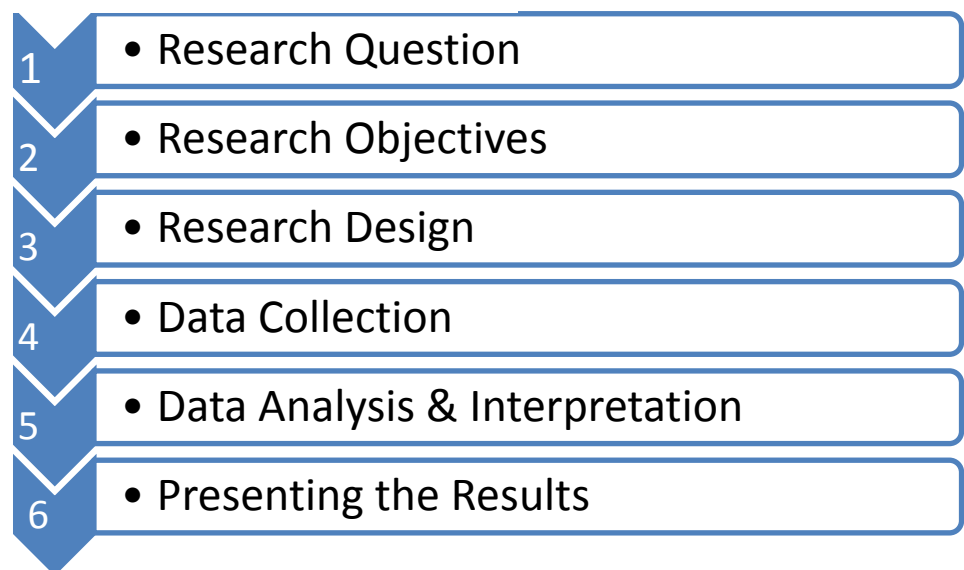 1 • Research Question
2 • Research Objectives
3 • Research Design
4 • Data Collection
5 • Data Analysis & Interpretation
6 • Presenting the Results